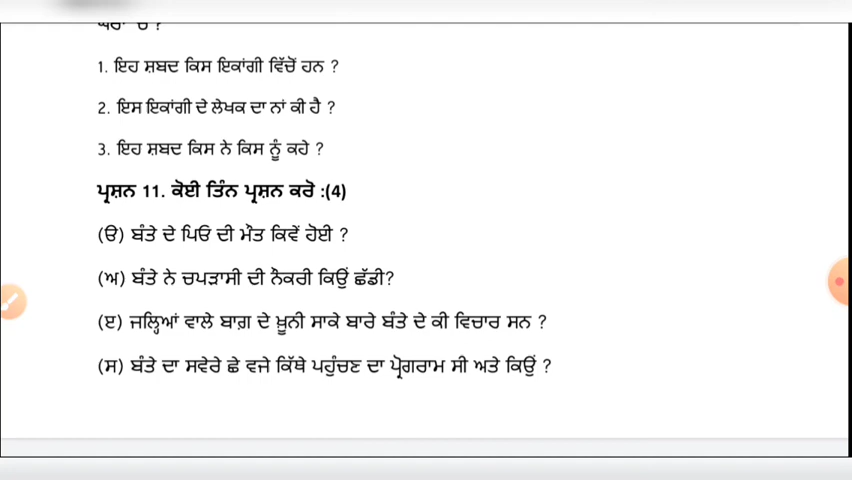 1. ਇਹ ਸ਼ਬਦ ਕਿਸ ਇਕਾਂਗੀ ਵਿੱਚੋਂ ਹਨ ?
2. ਇਸ ਇਕਾਂਗੀ ਦੇ ਲੇਖਕ ਦਾ ਨਾਂ ਕੀ ਹੈ ?
3. ਇਹ ਸ਼ਬਦ ਕਿਸ ਨੇ ਕਿਸ ਨੂੰ ਕਹੇ ?
ਪ੍ਰਸ਼ਨ 11. ਕੋਈ ਤਿੰਨ ਪ੍ਰਸ਼ਨ ਕਰੋ :(4)
(ੳ) ਬੰਤੇ ਦੇ ਪਿਓ ਦੀ ਮੌਤ ਕਿਵੇਂ ਹੋਈ ?
(ਅ) ਬੰਤੇ ਨੇ ਚਪੜਾਸੀ ਦੀ ਨੌਕਰੀ ਕਿਉਂ ਛੱਡੀ?
(ੲ) ਜਲ੍ਹਿਆਂ ਵਾਲੇ ਬਾਗ਼ ਦੇ ਖ਼ੂਨੀ ਸਾਕੇ ਬਾਰੇ ਬੰਤੇ ਦੇ ਕੀ ਵਿਚਾਰ ਸਨ ?
(ਸ) ਬੰਤੇ ਦਾ ਸਵੇਰੇ ਛੇ ਵਜੇ ਕਿੱਥੇ ਪਹੁੰਚਣ ਦਾ ਪ੍ਰੋਗਰਾਮ ਸੀ ਅਤੇ ਕਿਉਂ ?